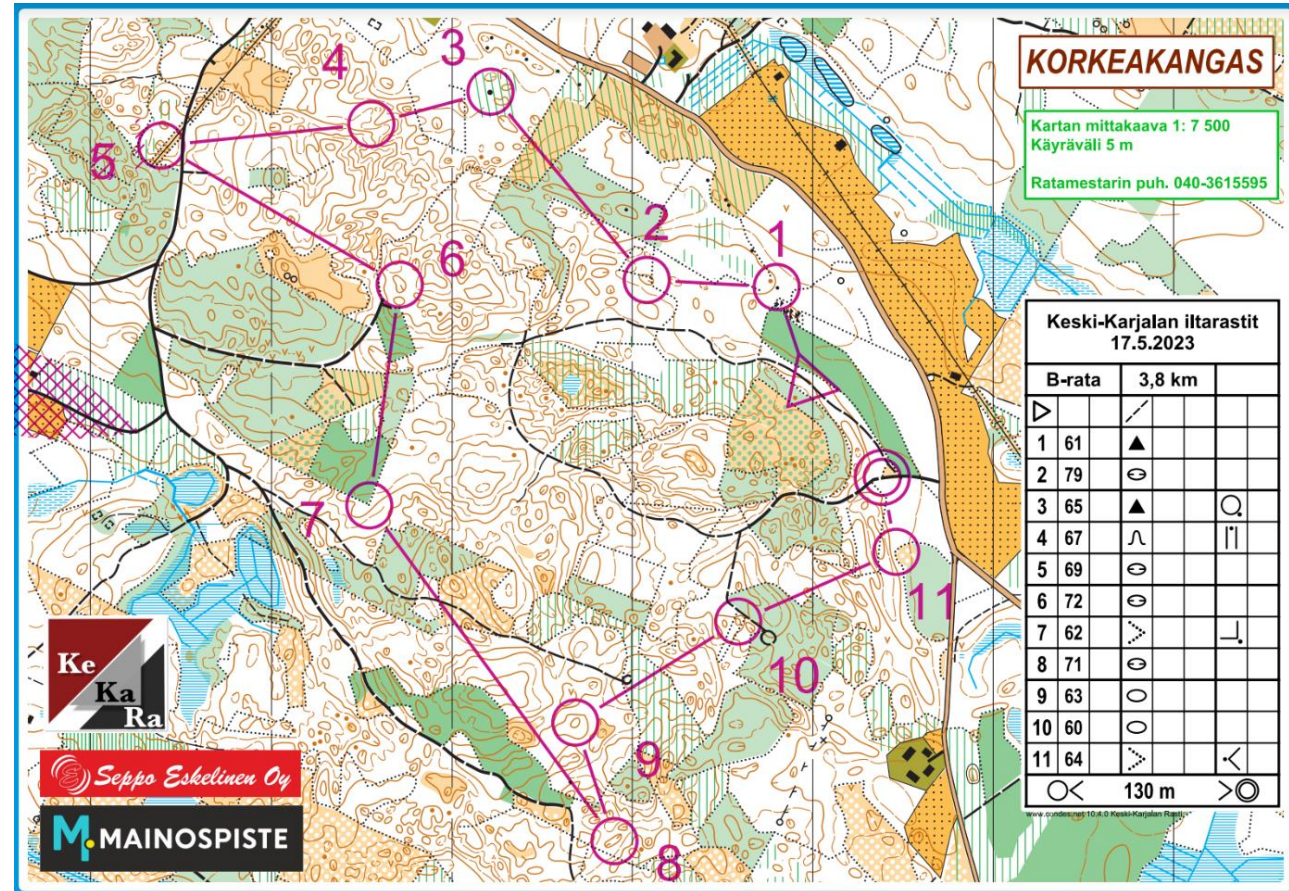 KORKEAKANGAS
Kartan mittakaava 1: 7 500
Käyräväli 5 m
Ratamestarin puh. 040-3615595
3
4
5
2
1
6
7
11
10
9
8
Keski-Karjalan iltarastit
17.5.2023
B-rata 3,8 km
1 61
2 79
3 65
4 67
5 69
6 72
7 62
8 71
9 63
10 60
11 64
130 m
www.condes.net 10.4.0 Keski-Karjalan Rasti
Ke
Ka
Ra
Seppo Eskelinen Oy
M. MAINOSPISTE